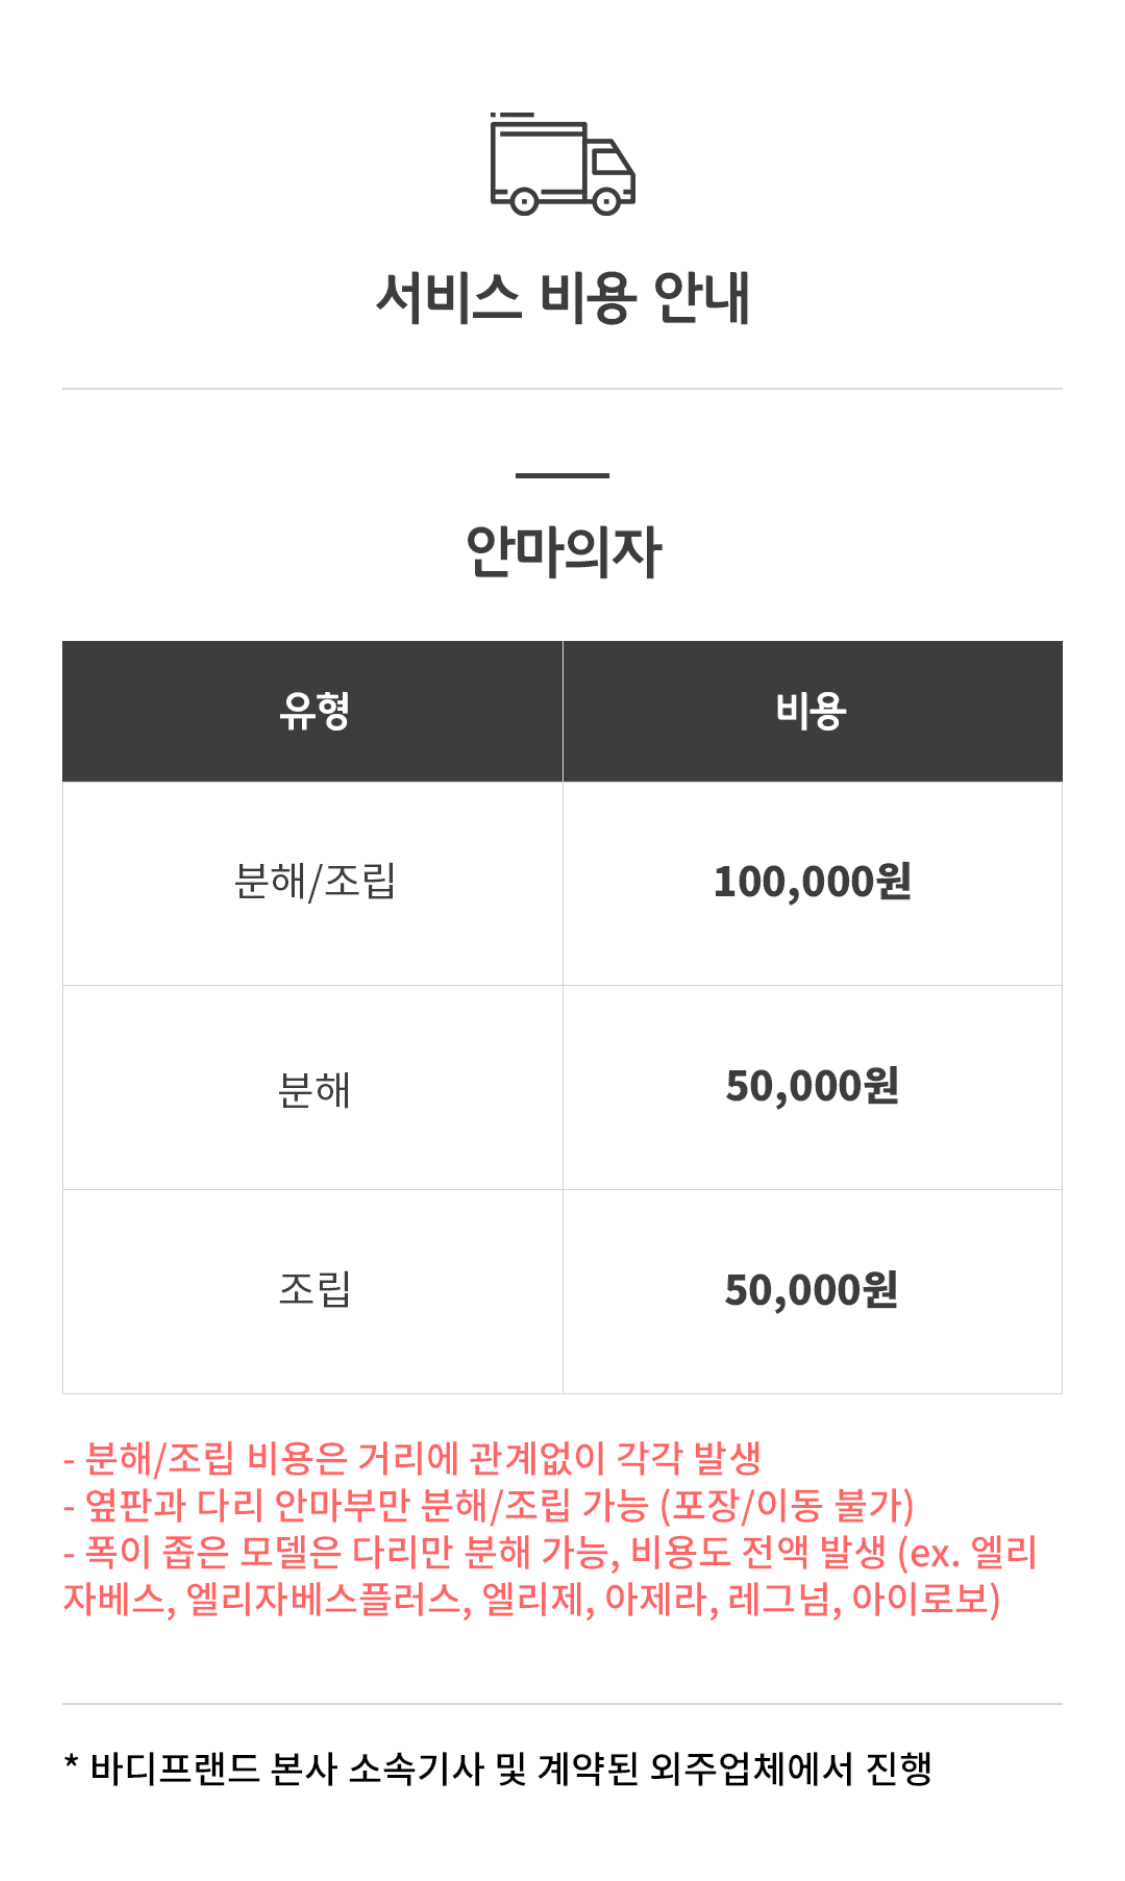 서비스 비용 안내
안마의자
유형 비용
분해/조립 100,000원
분해 50,000원
조립 50,000원
- 분해/조립 비용은 거리에 관계없이 각각 발생
- 옆판과 다리 안마부만 분해/조립 가능 (포장/이동 불가)
- 폭이 좁은 모델은 다리만 분해 가능, 비용도 전액 발생 (ex. 엘리
자베스, 엘리자베스플러스, 엘리제, 아제라, 레그넘, 아이로보)
* 바디프랜드 본사 소속기사 및 계약된 외주업체에서 진행